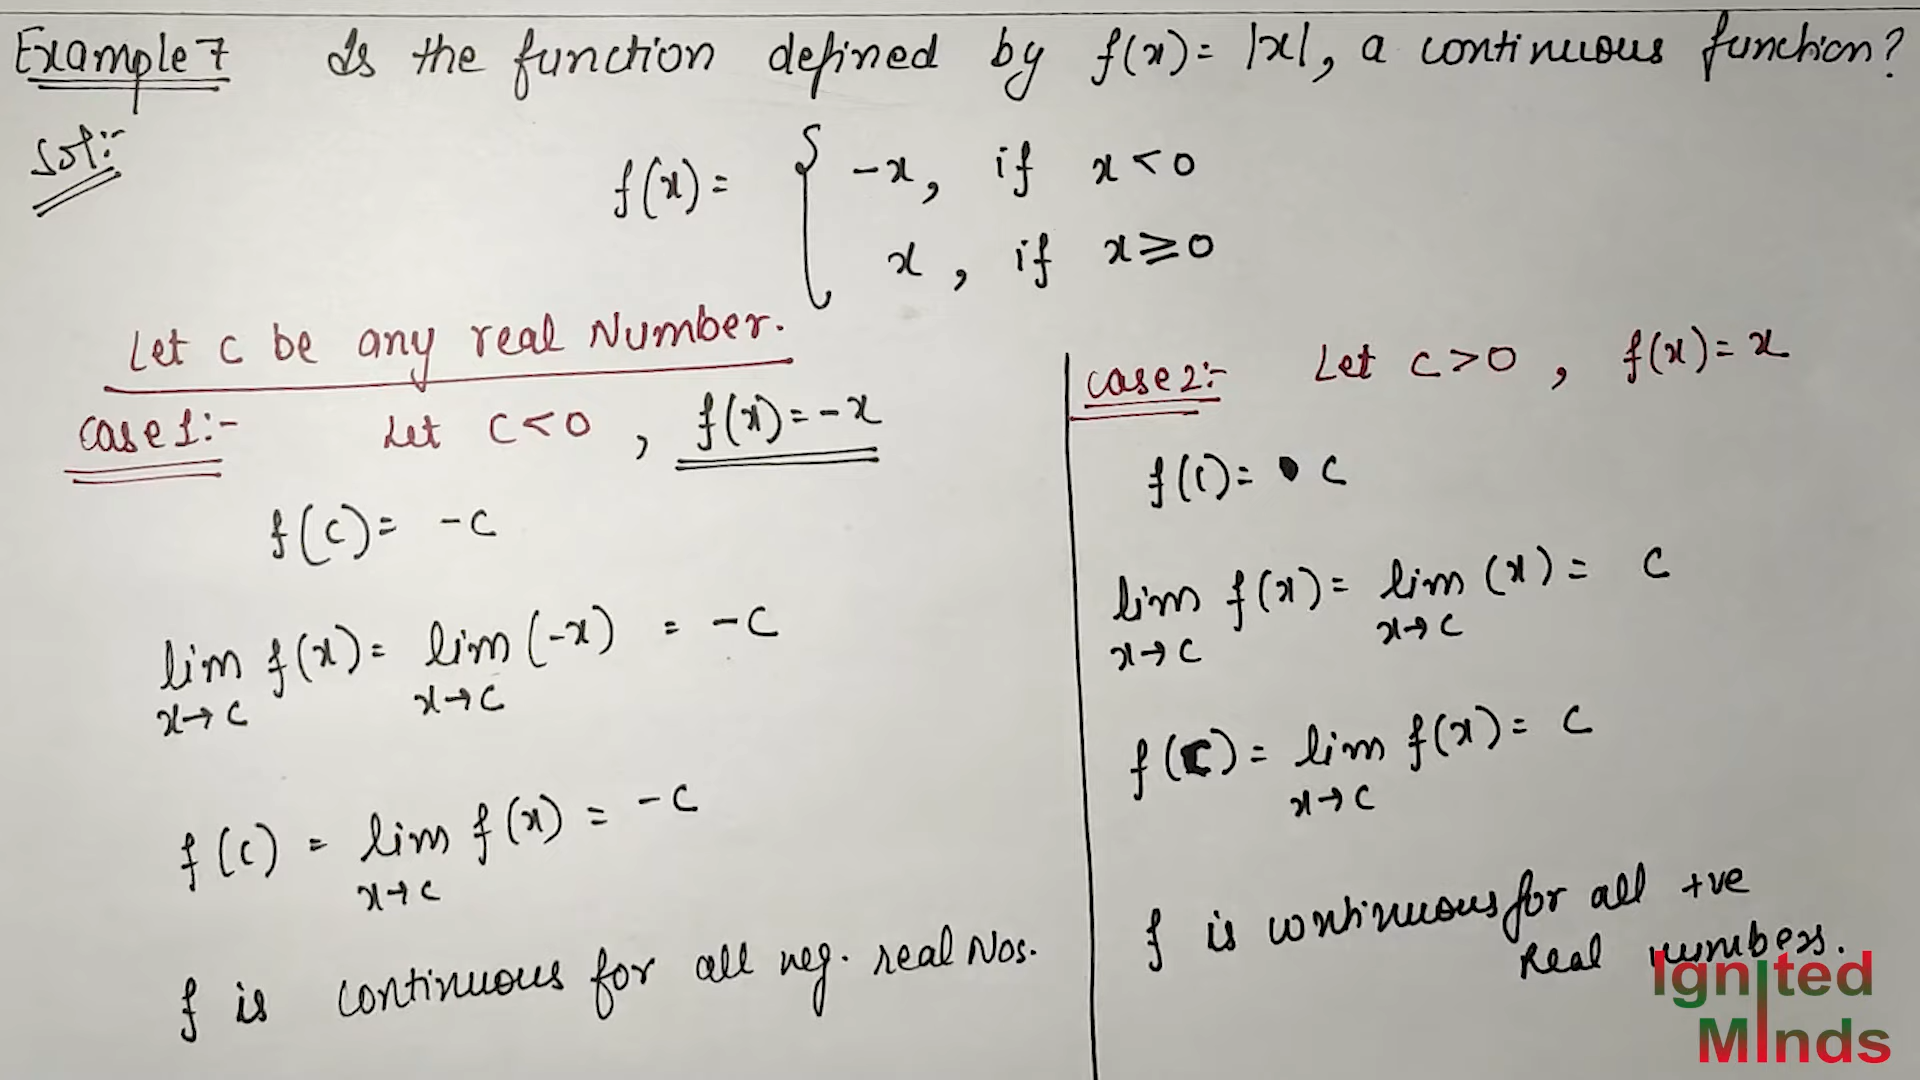 Example 7 Is the function defined by f(x) = |x|, a continuous function?
Sol:-
f(x) = { -x, if x < 0
x, if x ≥ 0
Let c be any real Number.
Case 1:- Let c < 0, f(x) = -x
f(c) = -c
lim f(x) = lim (-x) = -c
x→c x→c
f(c) = lim f(x) = -c
x→c
f is continuous for all neg. real Nos.
Case 2:- Let c > 0, f(x) = x
f(c) = c
lim f(x) = lim (x) = c
x→c x→c
f(c) = lim f(x) = c
x→c
f is continuous for all +ve
Real numbers.
Ignited
Minds